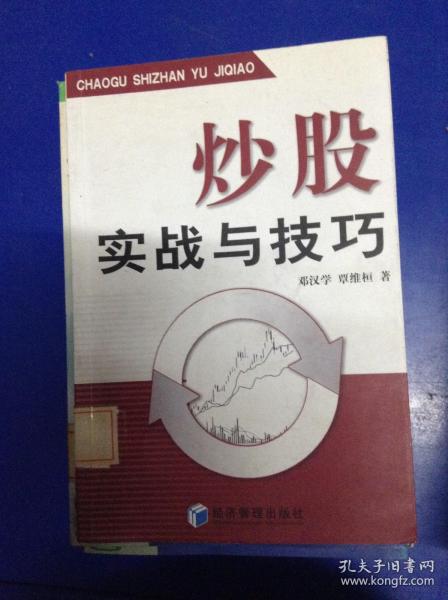 CHAOGU SHIZHAN YU JIQIAO
炒股
实战与技巧
邓汉学 覃维桓 著
经济管理出版社
孔夫子旧书网
www.kongfz.com